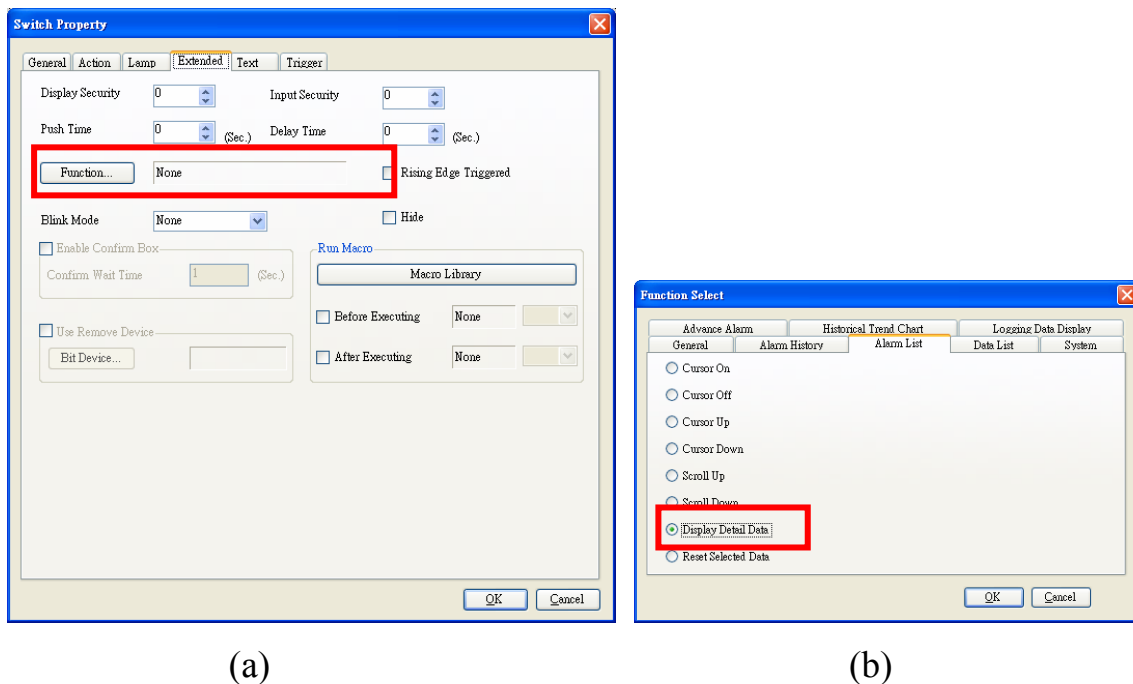 Switch Property
General Action Lamp Extended Text Trigger
Display Security 0 Input Security 0
Push Time 0 (Sec.) Delay Time 0 (Sec.)
Function... None Rising Edge Triggered
Blink Mode None Hide
Enable Confirm Box Run Macro
Confirm Wait Time 1 (Sec.) Macro Library
Before Executing None
Use Remove Device
Bit Device... After Executing None
OK Cancel
(a)
Function Select
Advance Alarm Historical Trend Chart Logging Data Display
General Alarm History Alarm List Data List System
Cursor On
Cursor Off
Cursor Up
Cursor Down
Scroll Up
Scroll Down
Display Detail Data
Reset Selected Data
OK Cancel
(b)